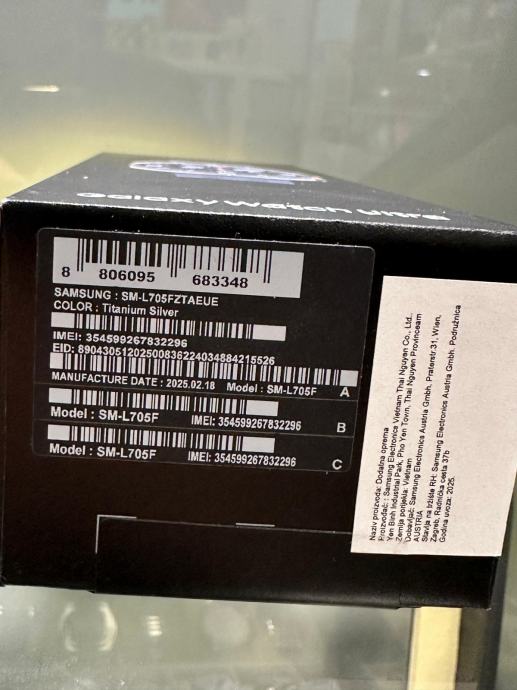 Galaxy Watch Ultra
8 806095 683348
SAMSUNG : SM-L705FZTAEUE
COLOR : Titanium Silver
IMEI: 354599267832296
EID: 89043051202500836224034884215526
MANUFACTURE DATE : 2025.02.18 Model : SM-L705F A
Model : SM-L705F IMEI: 354599267832296 B
Model : SM-L705F IMEI: 354599267832296 C
Naziv proizvoda: Dodatna oprema
Proizvođač: : Samsung Electronics Vietnam Thai Nguyen Co., Ltd.
Yen Binh Industrial Park, Pho Yen Town, Thai Nguyen Provinceam
Zemlja porijekla: Vietnam
Dobavljač: Samsung Electronics Austria Gmbh, Praterstr.31, Wien,
AUSTRIA
Stavlja na tržište RH: Samsung Electronics Austria Gmbh, Podružnica
Zagreb, Radnička cesta 37b
Godina uvoza: 2025.